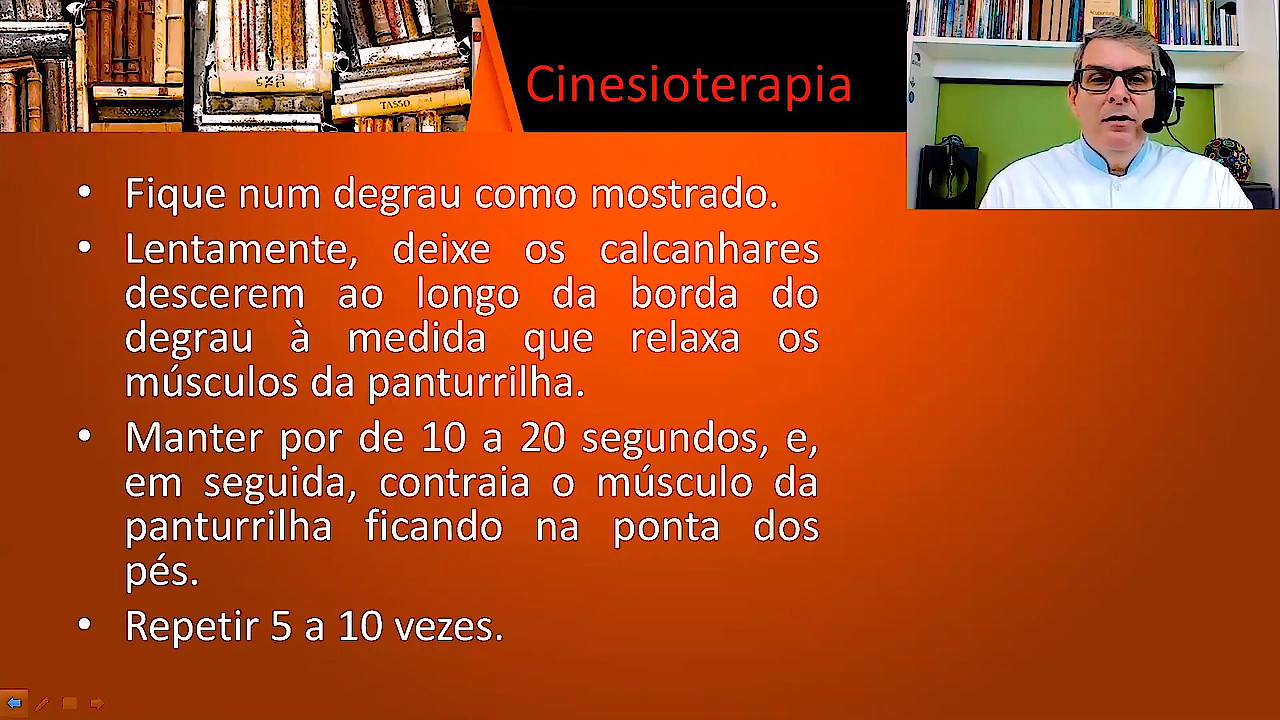 Cinesioterapia
TASSO
Acupuntura
• Fique num degrau como mostrado.
• Lentamente, deixe os calcanhares
descerem ao longo da borda do
degrau à medida que relaxa os
músculos da panturrilha.
• Manter por de 10 a 20 segundos, e,
em seguida, contraia o músculo da
panturrilha ficando na ponta dos
pés.
• Repetir 5 a 10 vezes.